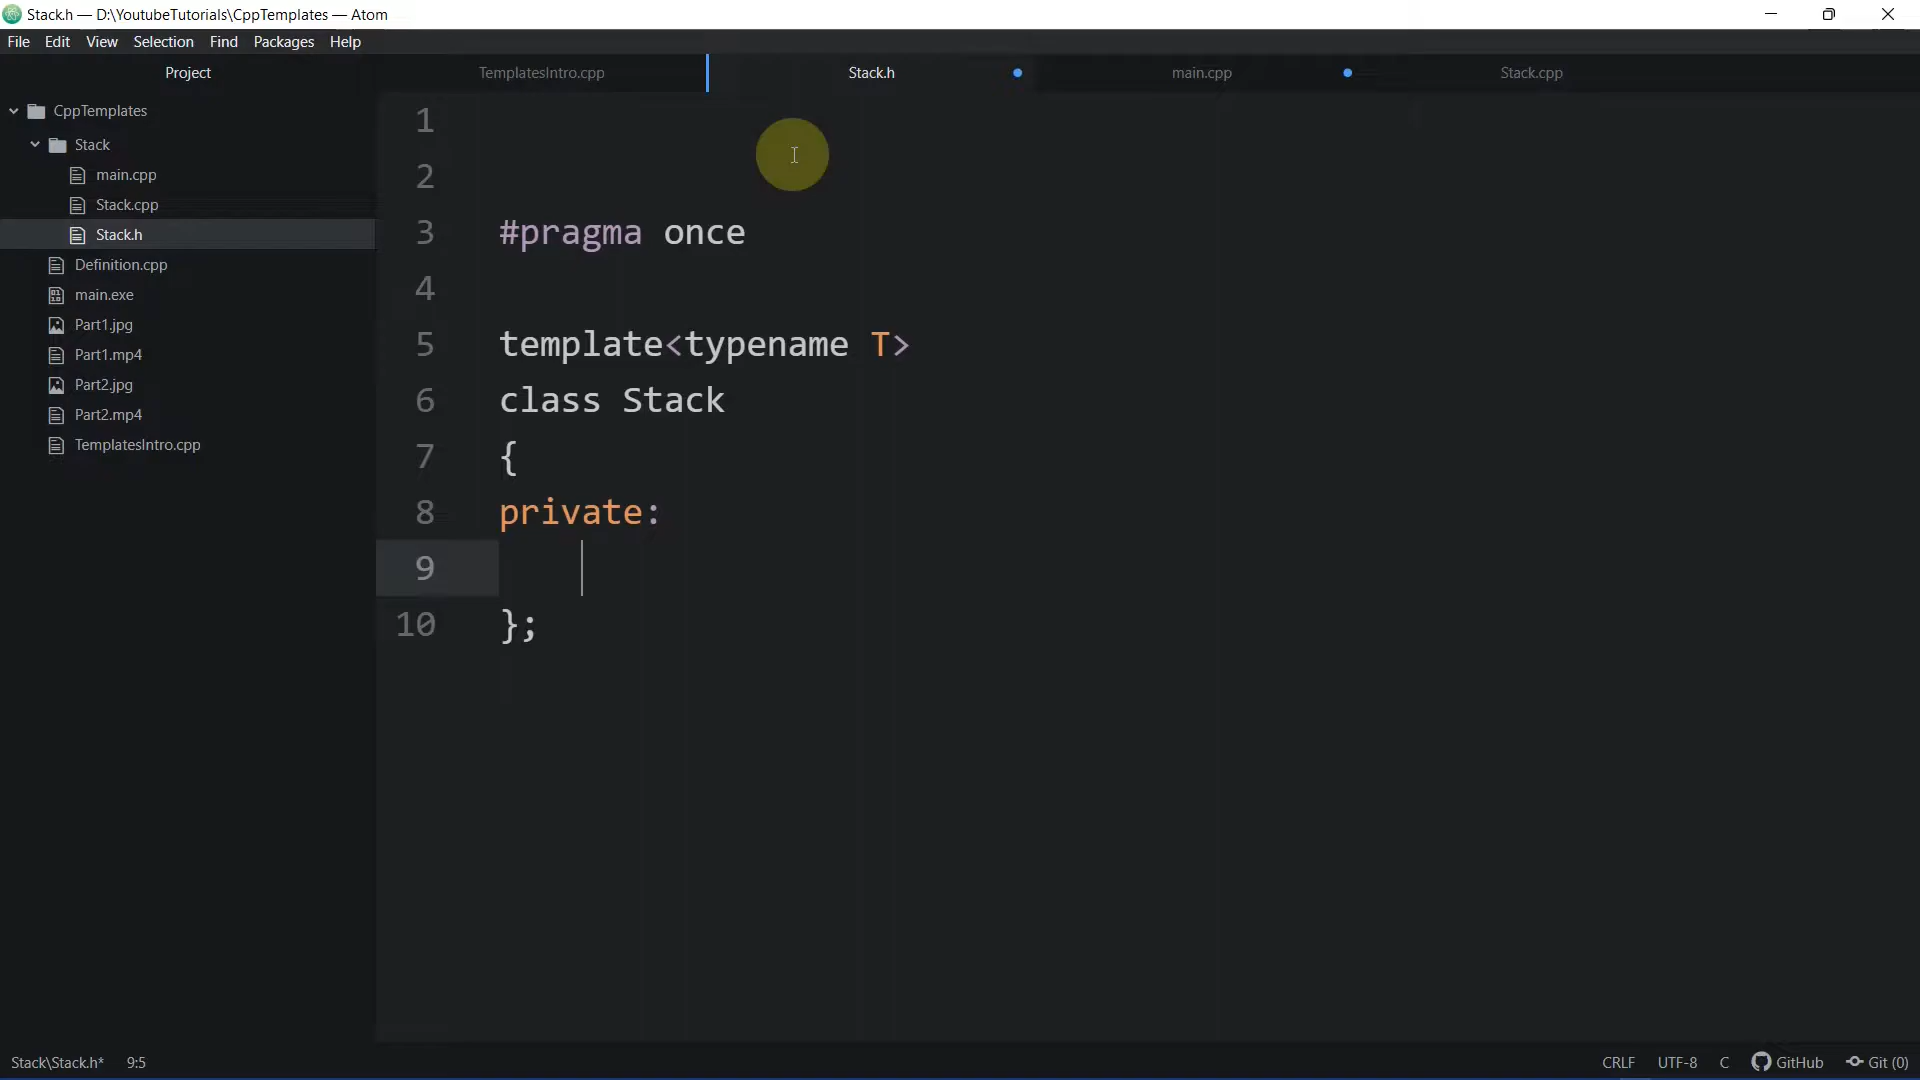 Stack.h — D:\YoutubeTutorials\CppTemplates — Atom
File Edit View Selection Find Packages Help
Project
TemplatesIntro.cpp
Stack.h
main.cpp
Stack.cpp
CppTemplates
Stack
main.cpp
Stack.cpp
Stack.h
Definition.cpp
main.exe
Part1.jpg
Part1.mp4
Part2.jpg
Part2.mp4
TemplatesIntro.cpp
1
2
3 #pragma once
4
5 template<typename T>
6 class Stack
7 {
8 private:
9
10 };
Stack\Stack.h* 9:5
CRLF UTF-8 C GitHub Git (0)